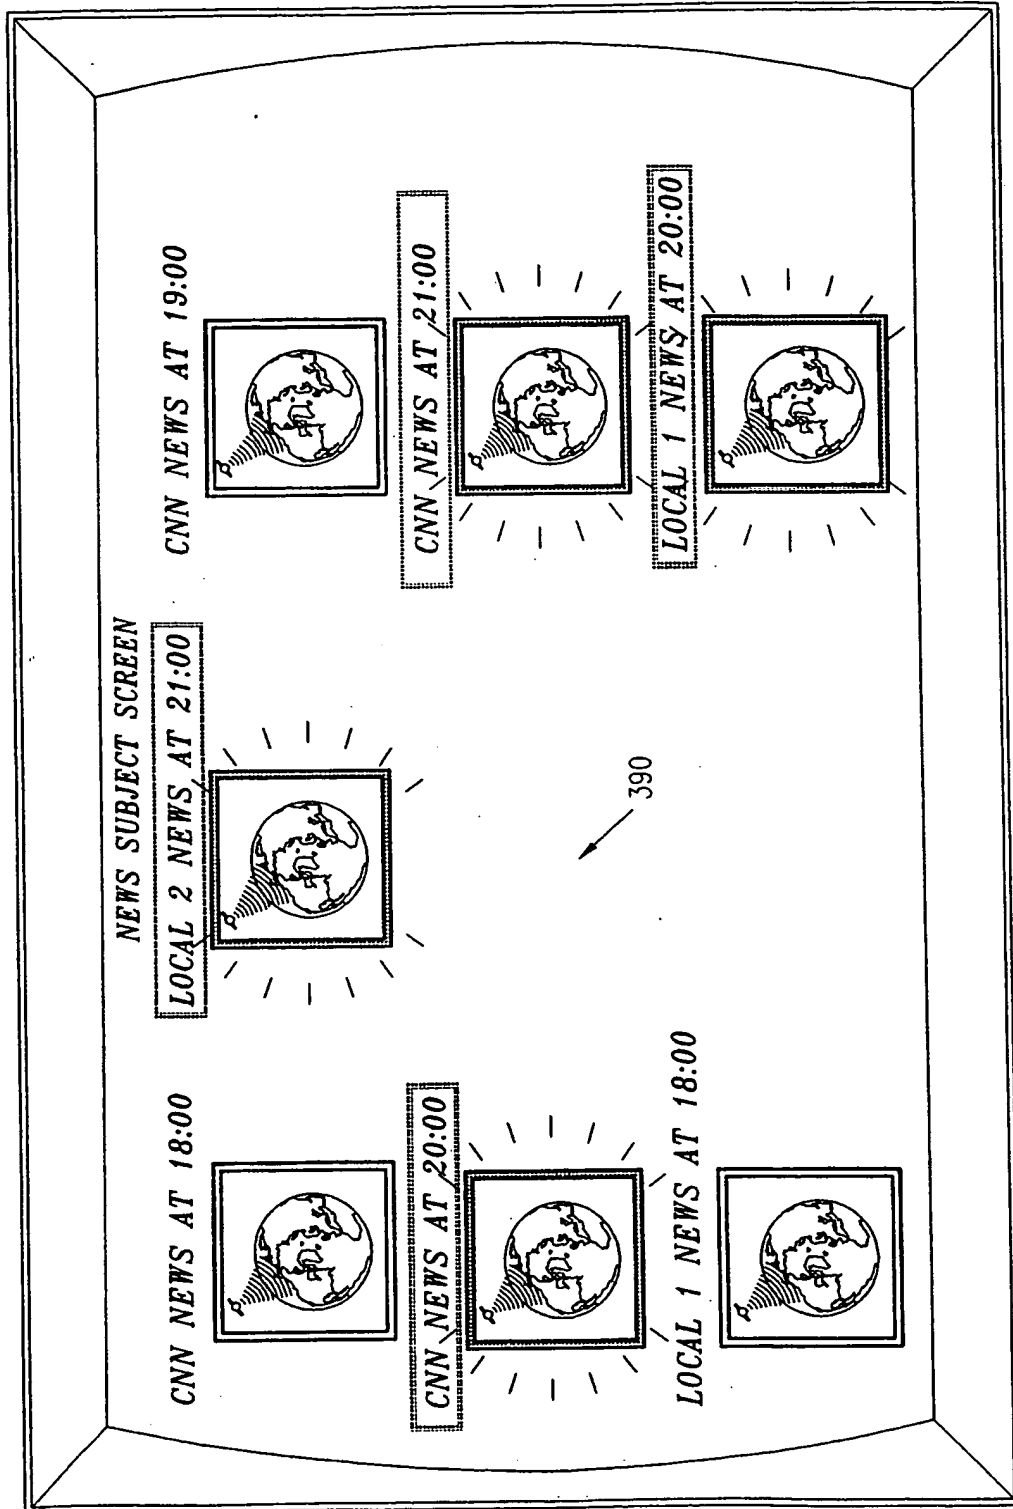 NEWS SUBJECT SCREEN
CNN NEWS AT 18:00
LOCAL 2 NEWS AT 21:00
CNN NEWS AT 19:00
CNN NEWS AT 20:00
CNN NEWS AT 21:00
LOCAL 1 NEWS AT 18:00
390
LOCAL 1 NEWS AT 20:00